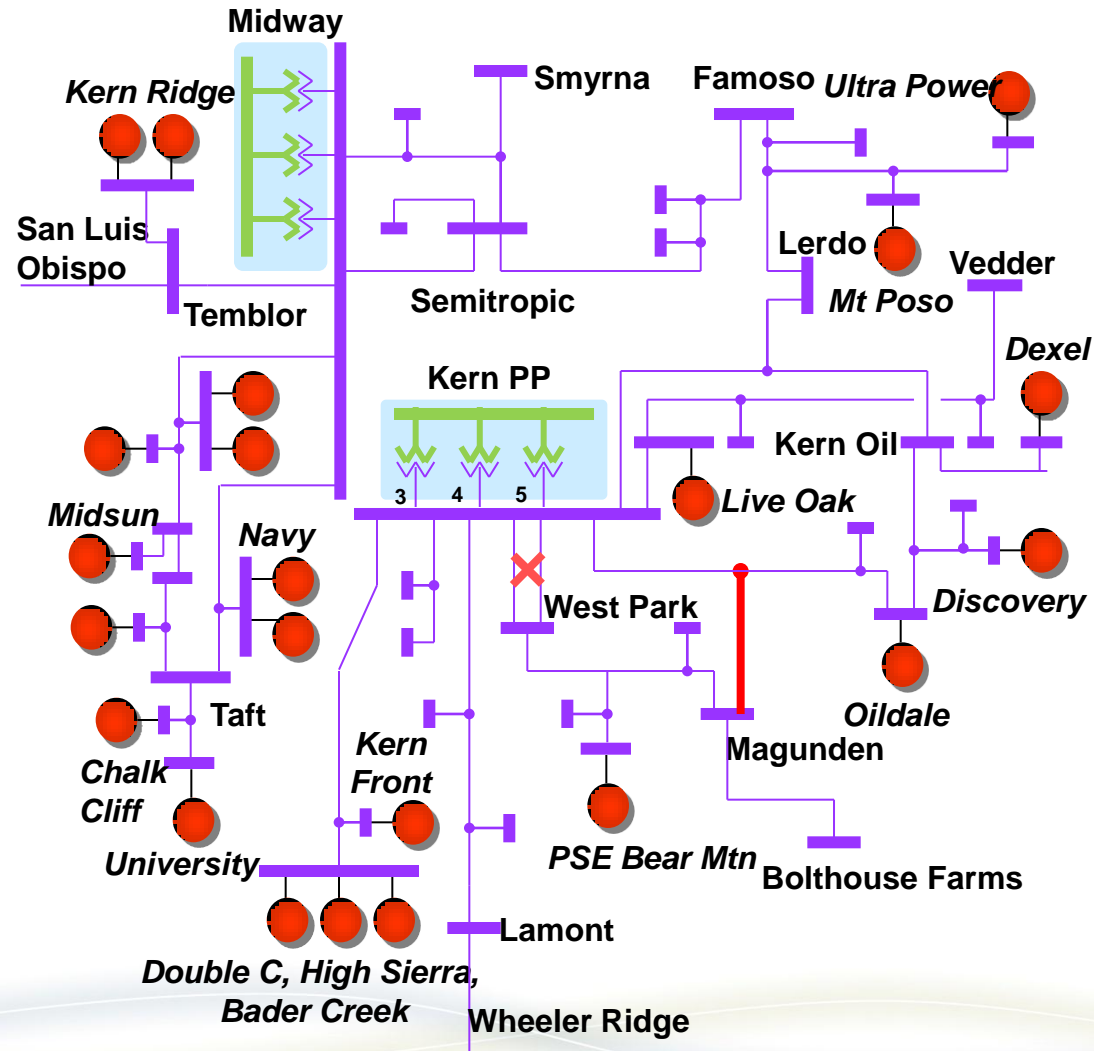 Midway
Kern Ridge
Smyrna
Famoso
Ultra Power
San Luis
Obispo
Temblor
Semitropic
Lerdo
Mt Poso
Vedder
Dexel
Kern PP
3
4
5
Kern Oil
Live Oak
Midsun
Navy
West Park
Discovery
Oildale
Taft
Magunden
Chalk
Cliff
Kern
Front
University
PSE Bear Mtn
Bolthouse Farms
Lamont
Double C, High Sierra,
Bader Creek
Wheeler Ridge